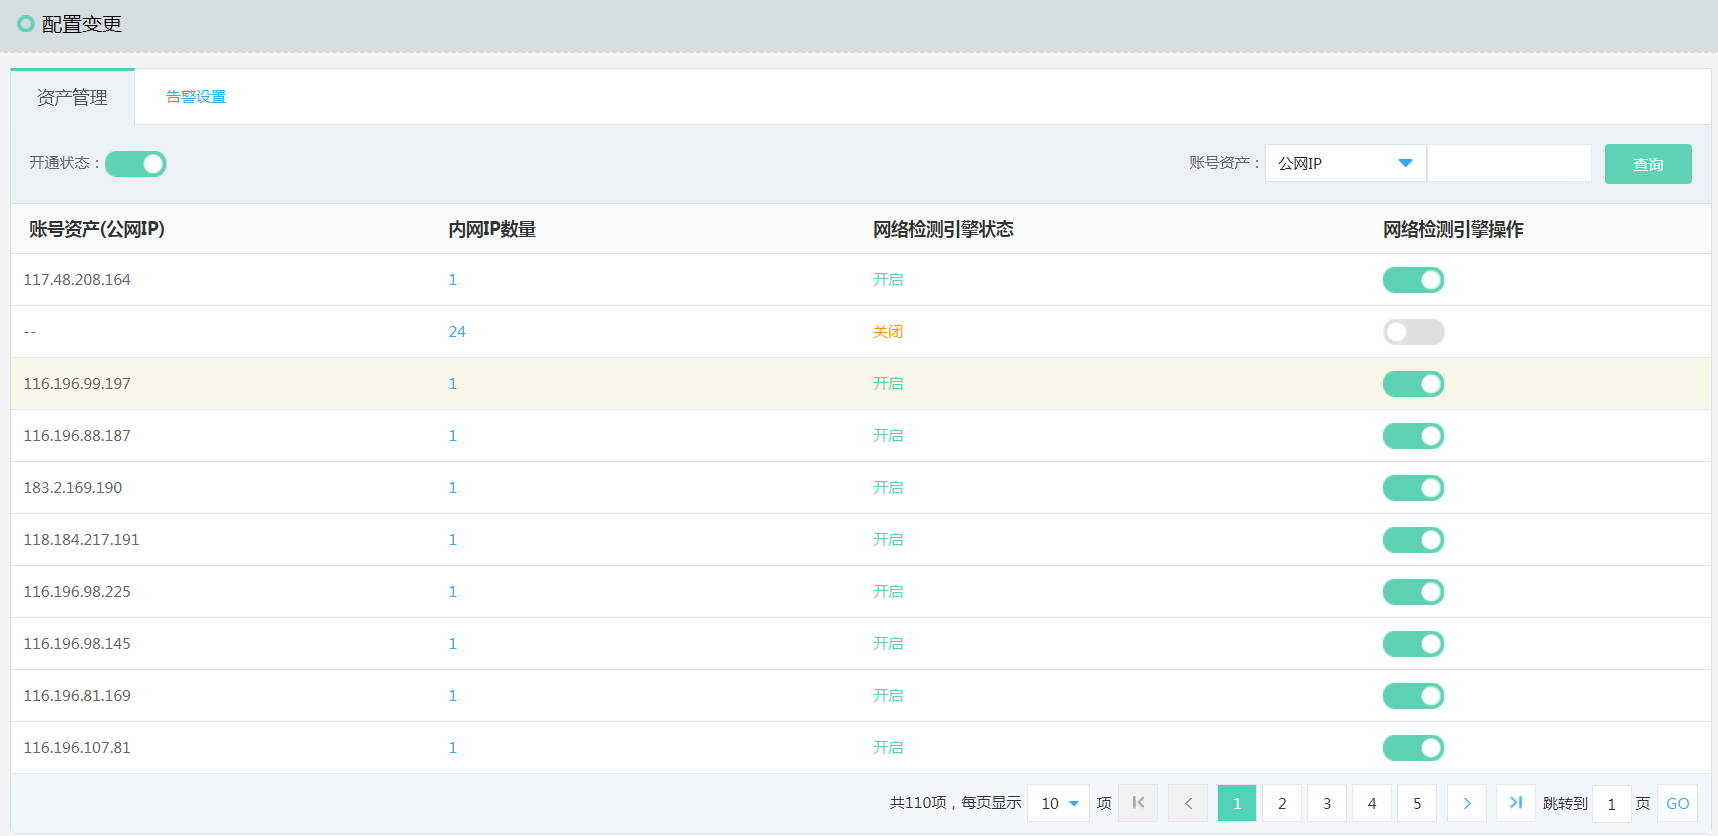 配置变更
资产管理 告警设置
开通状态： 账号资产： 公网IP 查询
账号资产(公网IP) 内网IP数量 网络检测引擎状态 网络检测引擎操作
117.48.208.164 1 开启
-- 24 关闭
116.196.99.197 1 开启
116.196.88.187 1 开启
183.2.169.190 1 开启
118.184.217.191 1 开启
116.196.98.225 1 开启
116.196.98.145 1 开启
116.196.81.169 1 开启
116.196.107.81 1 开启
共110项，每页显示 10 项 1 2 3 4 5 跳转到 1 页 GO